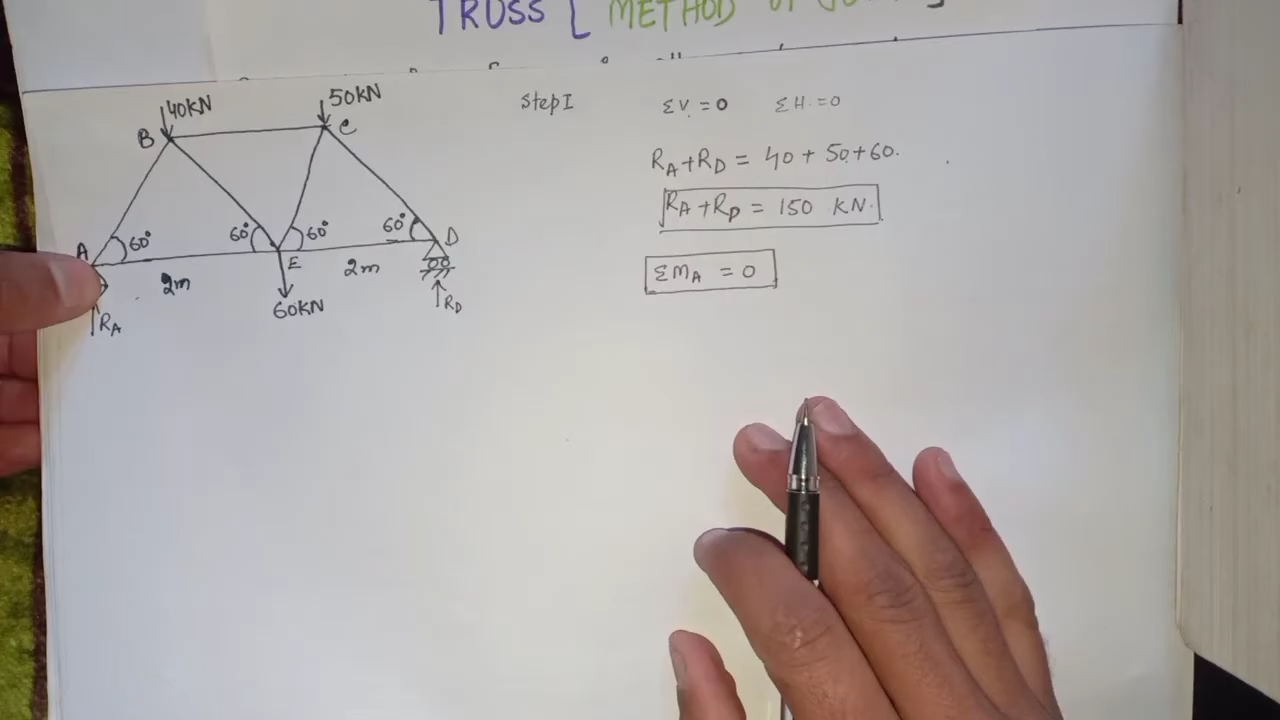 TRUSS [ METHOD
40KN
50KN
B
C
A
60°
60°
60°
60°
D
E
2m
2m
60KN
RA
RD
Step I
ΣV = 0 ΣH = 0
RA + RD = 40 + 50 + 60.
RA + RD = 150 KN.
ΣMA = 0